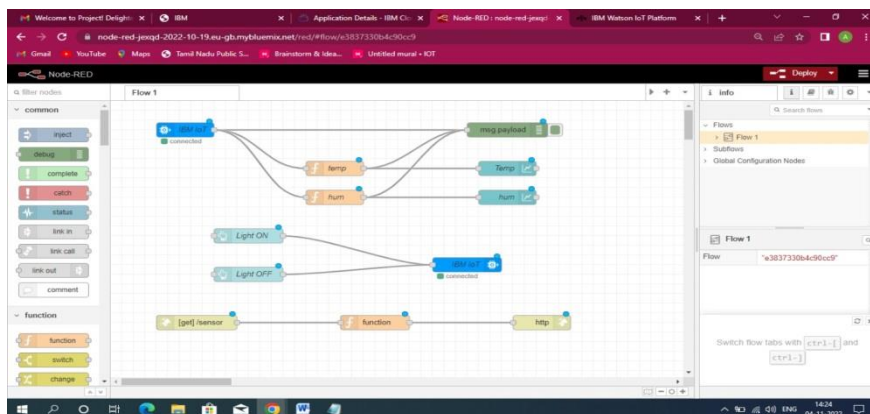 Welcome to Project! Delight
IBM
Application Details - IBM Clo
Node-RED : node-red-jexqd
IBM Watson IoT Platform
node-red-jexqd-2022-10-19.eu-gb.mybluemix.net/red/#flow/e3837330b4c90cc9
Gmail
YouTube
Maps
Tamil Nadu Public S...
Brainstorm & Idea...
Untitled mural • IOT
Node-RED
Deploy
filter nodes
Flow 1
info
Search flows
common
inject
debug
complete
catch
status
link in
link call
link out
comment
function
function
switch
change
IBM IoT
connected
msg.payload
temp
Temp
hum
hum
Light ON
Light OFF
IBM IoT
connected
[get] /sensor
function
http
Flows
Flow 1
Subflows
Global Configuration Nodes
Flow 1
Flow
"e3837330b4c90cc9"
Switch flow tabs with ctrl-[ and
ctrl-]
ENG
14:24
04-11-2022